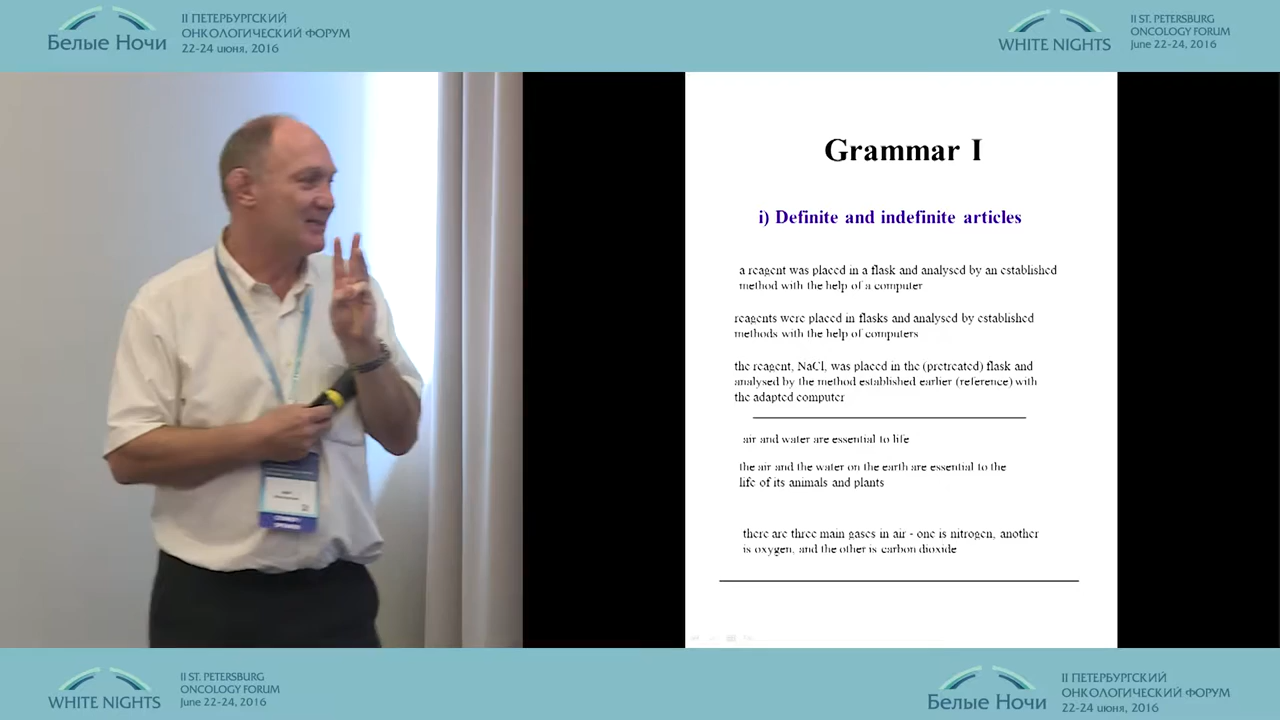 Белые Ночи
II ПЕТЕРБУРГСКИЙ
ОНКОЛОГИЧЕСКИЙ ФОРУМ
22-24 июня, 2016
WHITE NIGHTS
II ST. PETERSBURG
ONCOLOGY FORUM
June 22-24, 2016
Grammar I
i) Definite and indefinite articles
a reagent was placed in a flask and analysed by an established
method with the help of a computer
reagents were placed in flasks and analysed by established
methods with the help of computers
the reagent, NaCl, was placed in the (pretreated) flask and
analysed by the method established earlier (reference) with
the adapted computer
air and water are essential to life
the air and the water on the earth are essential to the
life of its animals and plants
there are three main gases in air - one is nitrogen, another
is oxygen, and the other is carbon dioxide
WHITE NIGHTS
II ST. PETERSBURG
ONCOLOGY FORUM
June 22-24, 2016
Белые Ночи
II ПЕТЕРБУРГСКИЙ
ОНКОЛОГИЧЕСКИЙ ФОРУМ
22-24 июня, 2016